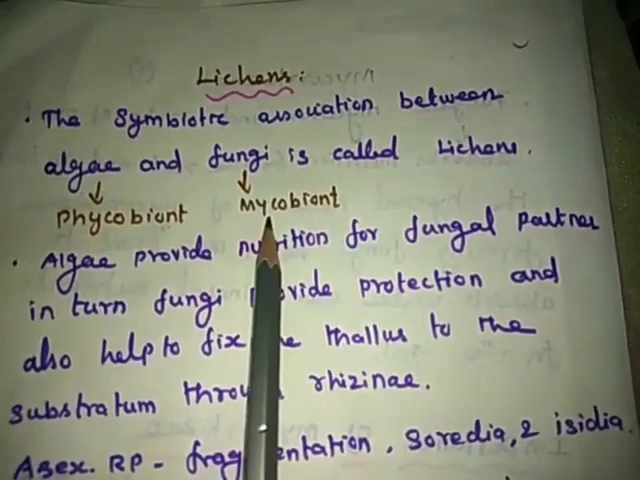 Lichens:
· The Symbiotic association between
algae and fungi is called Lichens.
Phycobiont Mycobiont
· Algae provide nutrition for fungal partner
in turn fungi provide protection and
also help to fix the thallus to the
substratum through rhizinae.
Asex. RP - fragmentation, Soredia, & isidia.